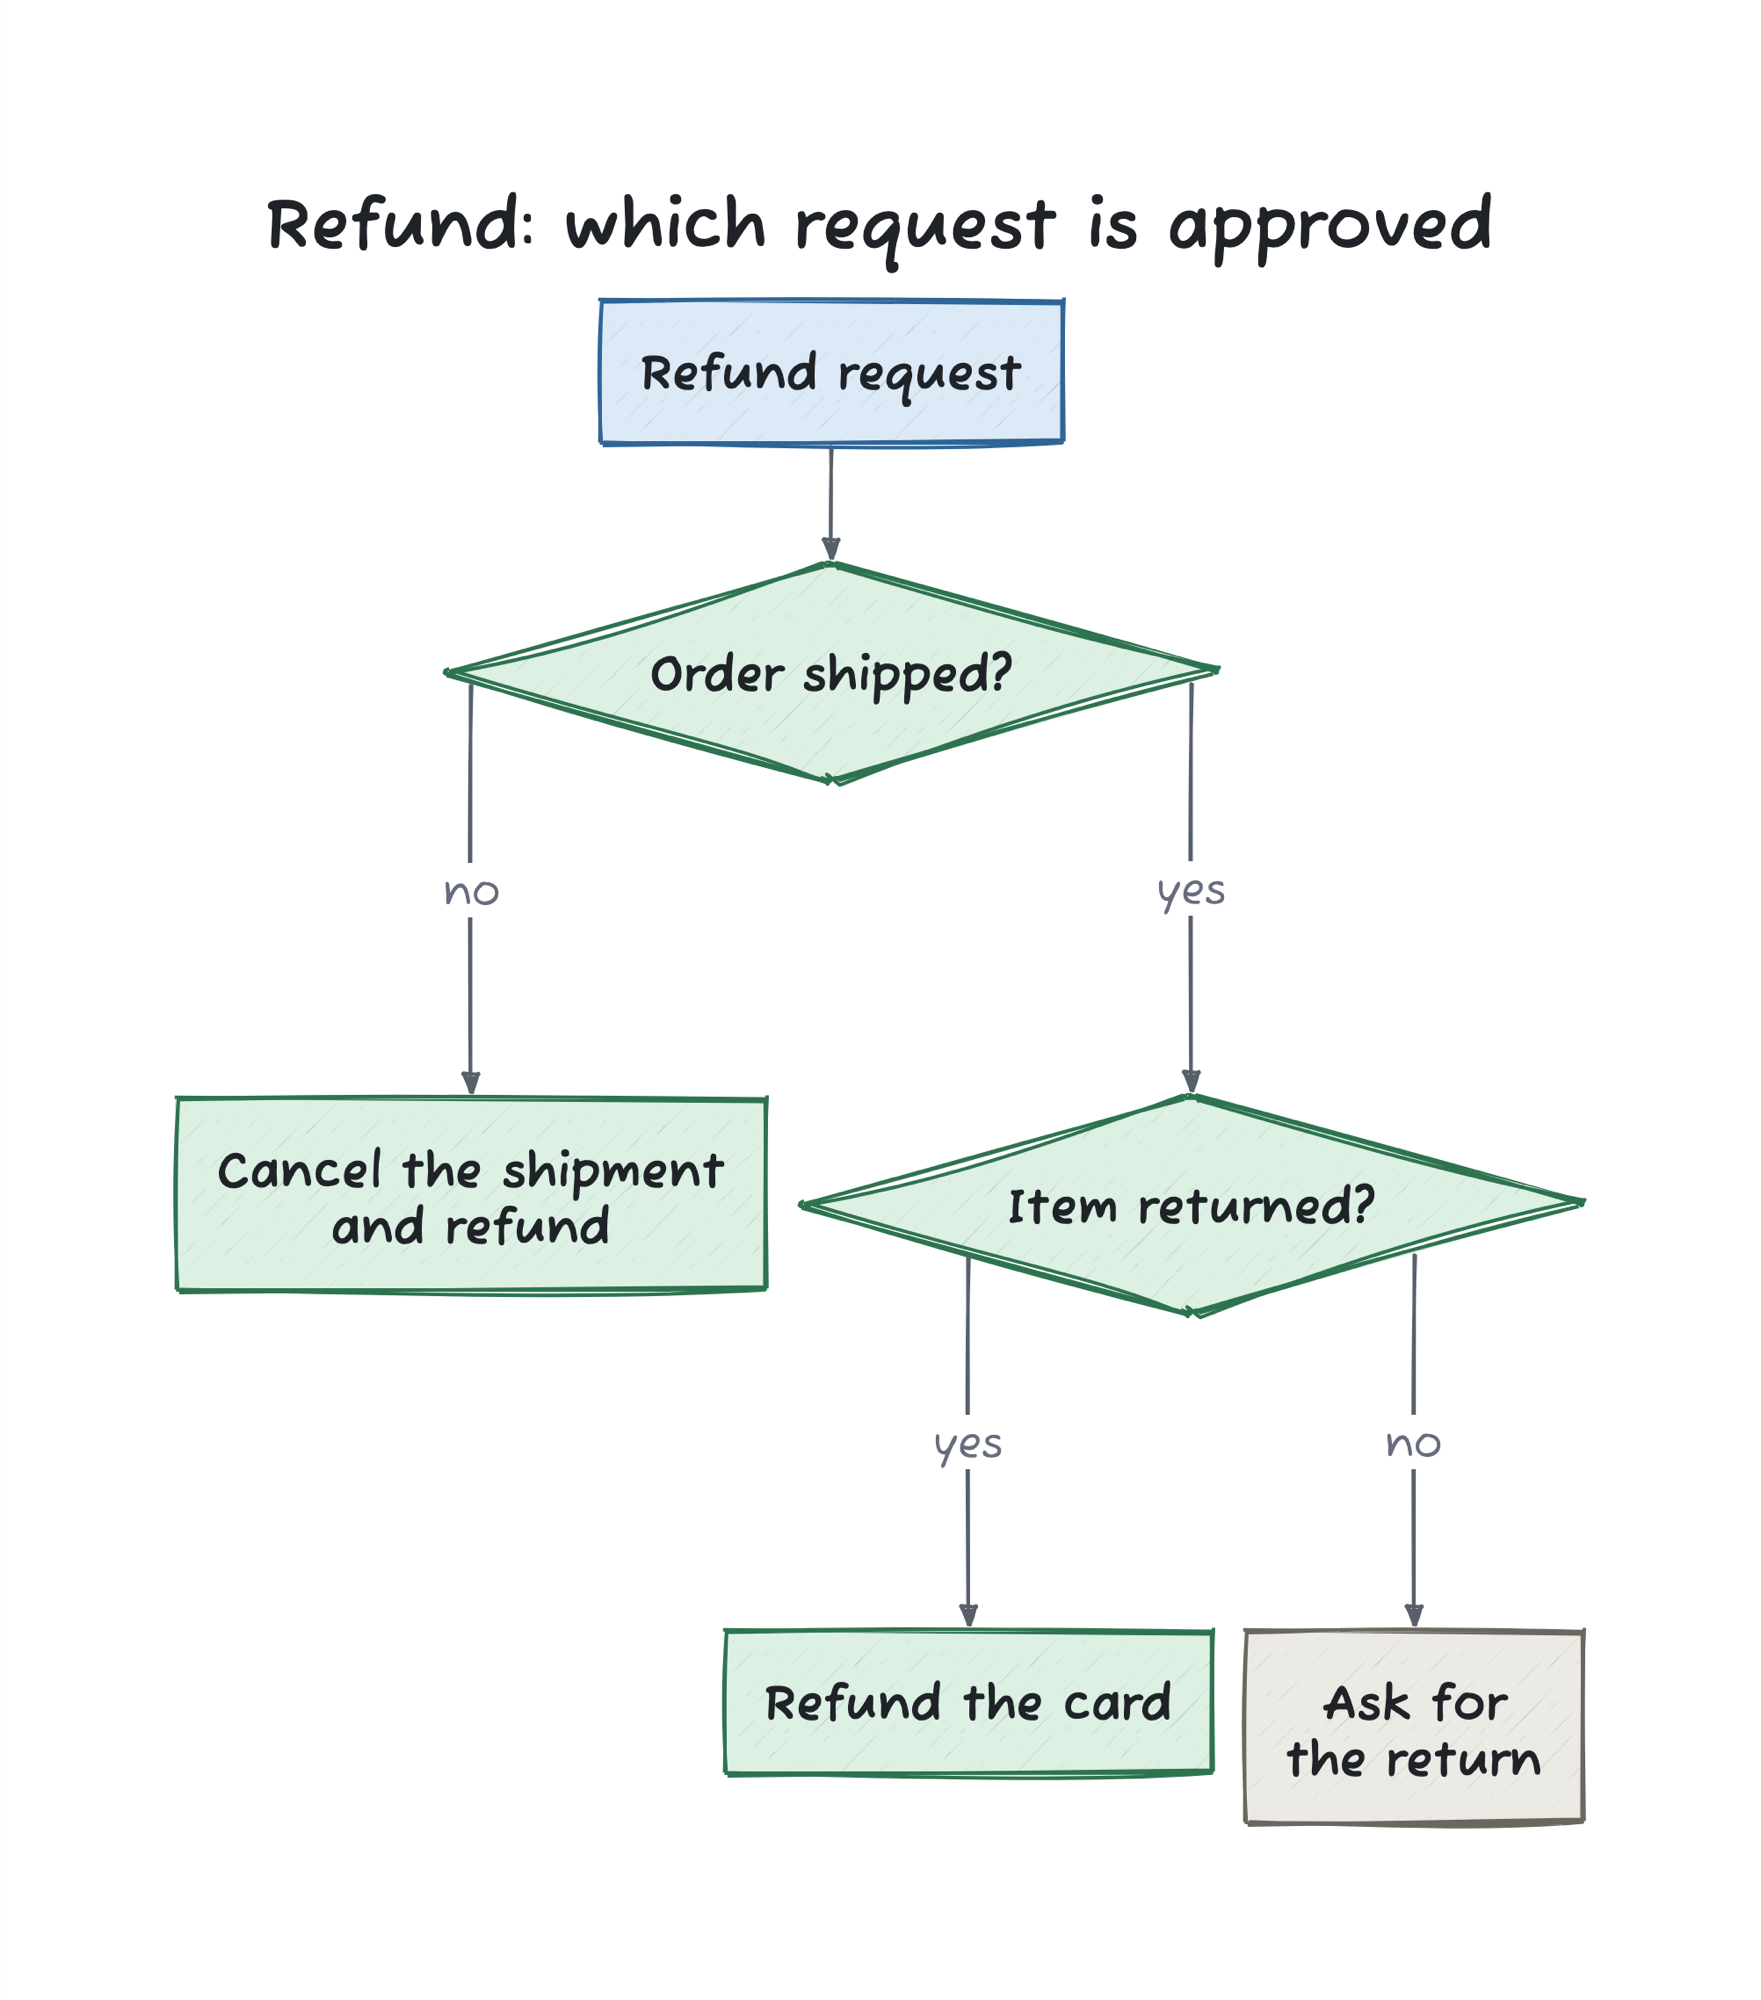 Refund: which request is approved
Refund request
Order shipped?
no
yes
Cancel the shipment
and refund
Item returned?
yes
no
Refund the card
Ask for
the return